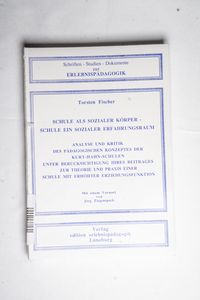 Schriften - Studien - Dokumente
zur
ERLEBNISPÄDAGOGIK
Torsten Fischer
SCHULE ALS SOZIALER KÖRPER -
SCHULE EIN SOZIALER ERFAHRUNGSRAUM
ANALYSE UND KRITIK
DES PÄDAGOGISCHEN KONZEPTES DER
KURT-HAHN-SCHULEN
UNTER BERÜCKSICHTIGUNG IHRES BEITRAGES
ZUR THEORIE UND PRAXIS EINER
SCHULE MIT ERHÖHTER ERZIEHUNGSFUNKTION
Mit einem Vorwort
von
Jörg Ziegenspeck
Verlag
edition erlebnispädagogik
Lüneburg